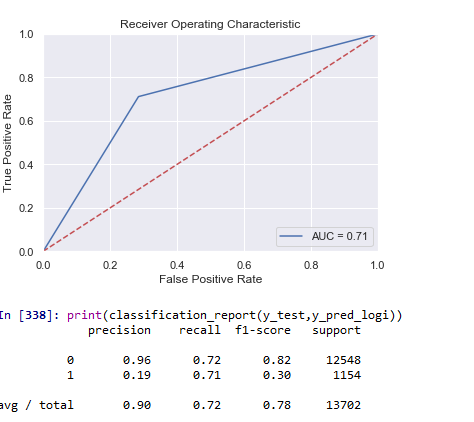 Receiver Operating Characteristic
1.0
0.8
0.6
0.4
0.2
0.0
True Positive Rate
0.0 0.2 0.4 0.6 0.8 1.0
False Positive Rate
AUC = 0.71
In [338]: print(classification_report(y_test,y_pred_logi))
precision recall f1-score support
0 0.96 0.72 0.82 12548
1 0.19 0.71 0.30 1154
avg / total 0.90 0.72 0.78 13702